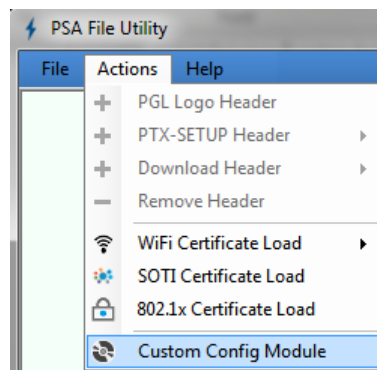 PSA File Utility
File Actions Help
PGL Logo Header
PTX-SETUP Header
Download Header
Remove Header
WiFi Certificate Load
SOTI Certificate Load
802.1x Certificate Load
Custom Config Module